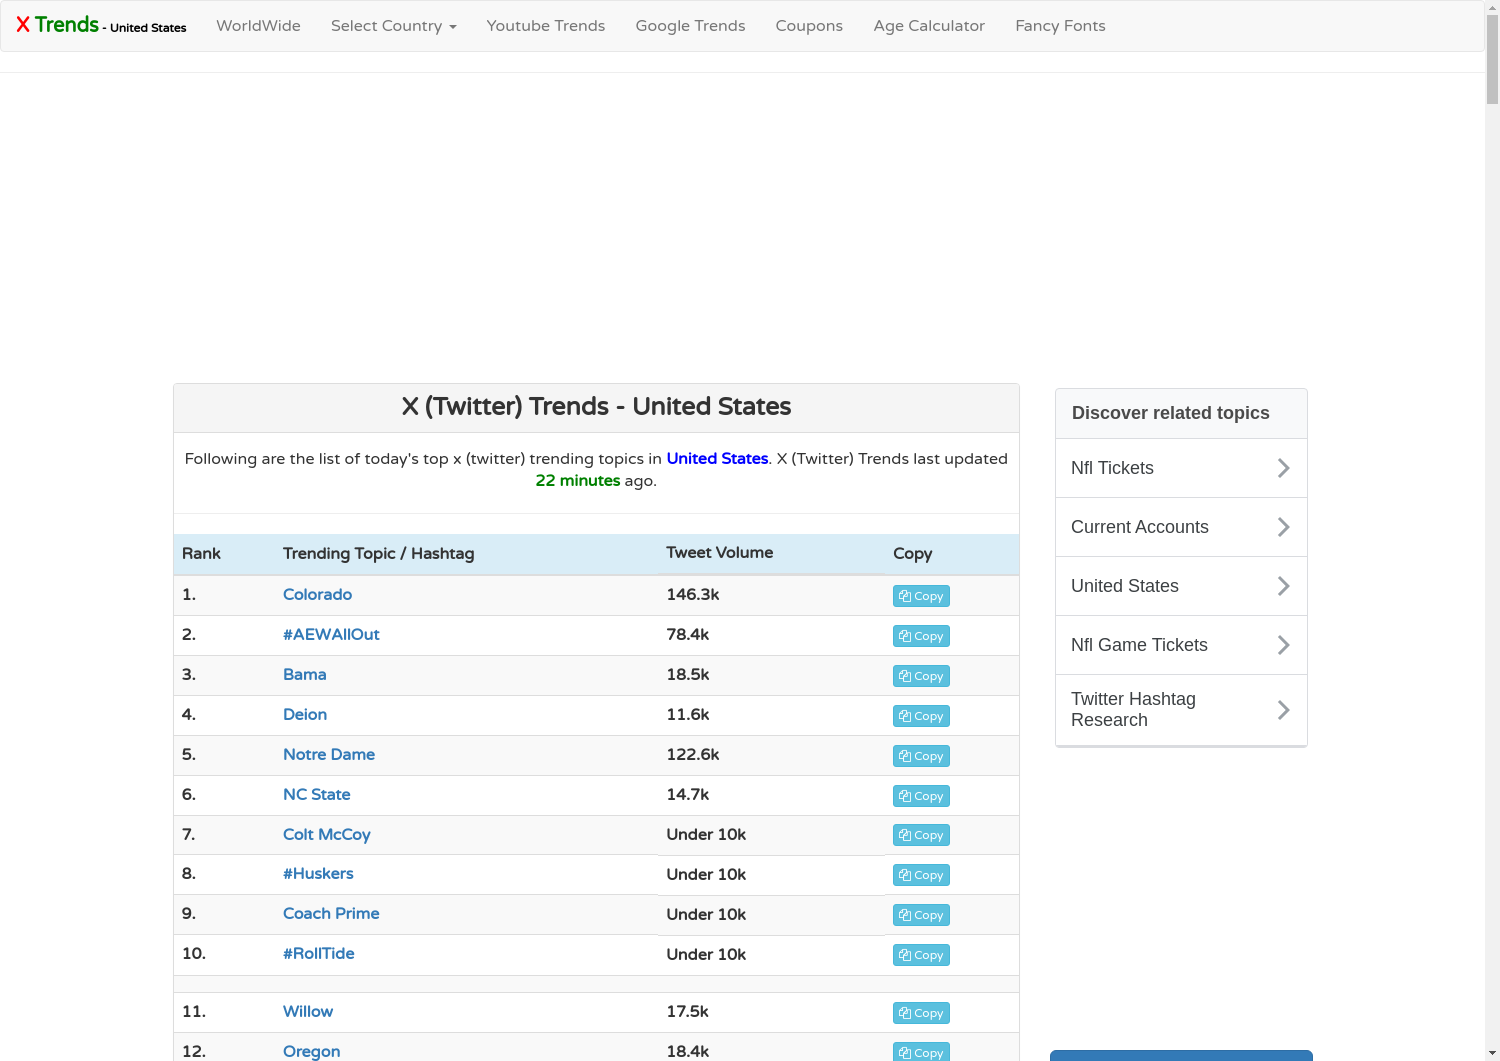 X Trends - United States WorldWide Select Country Youtube Trends Google Trends Coupons Age Calculator Fancy Fonts
X (Twitter) Trends - United States
Following are the list of today's top x (twitter) trending topics in United States. X (Twitter) Trends last updated
22 minutes ago.
Rank Trending Topic / Hashtag Tweet Volume Copy
1. Colorado 146.3k Copy
2. #AEWAllOut 78.4k Copy
3. Bama 18.5k Copy
4. Deion 11.6k Copy
5. Notre Dame 122.6k Copy
6. NC State 14.7k Copy
7. Colt McCoy Under 10k Copy
8. #Huskers Under 10k Copy
9. Coach Prime Under 10k Copy
10. #RollTide Under 10k Copy
11. Willow 17.5k Copy
12. Oregon 18.4k Copy
Discover related topics
Nfl Tickets
Current Accounts
United States
Nfl Game Tickets
Twitter Hashtag
Research